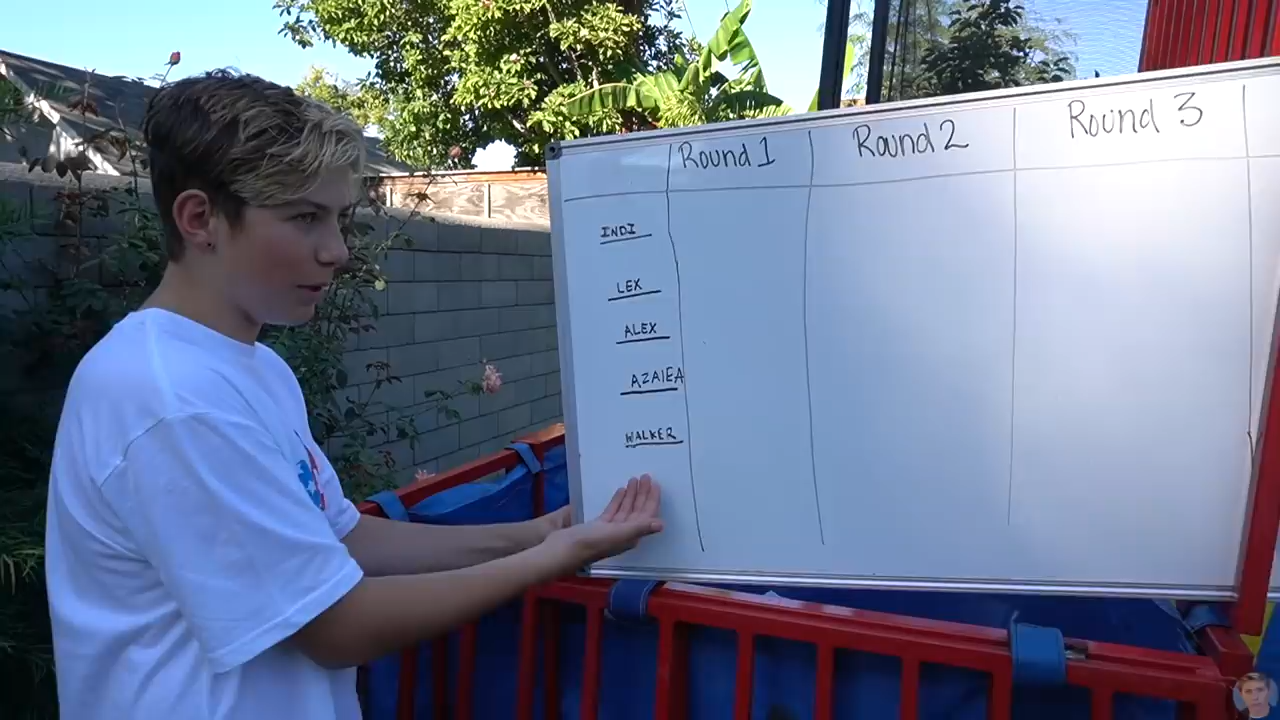 Round 1 Round 2 Round 3
INDI
LEX
ALEX
AZAIEA
WALKER